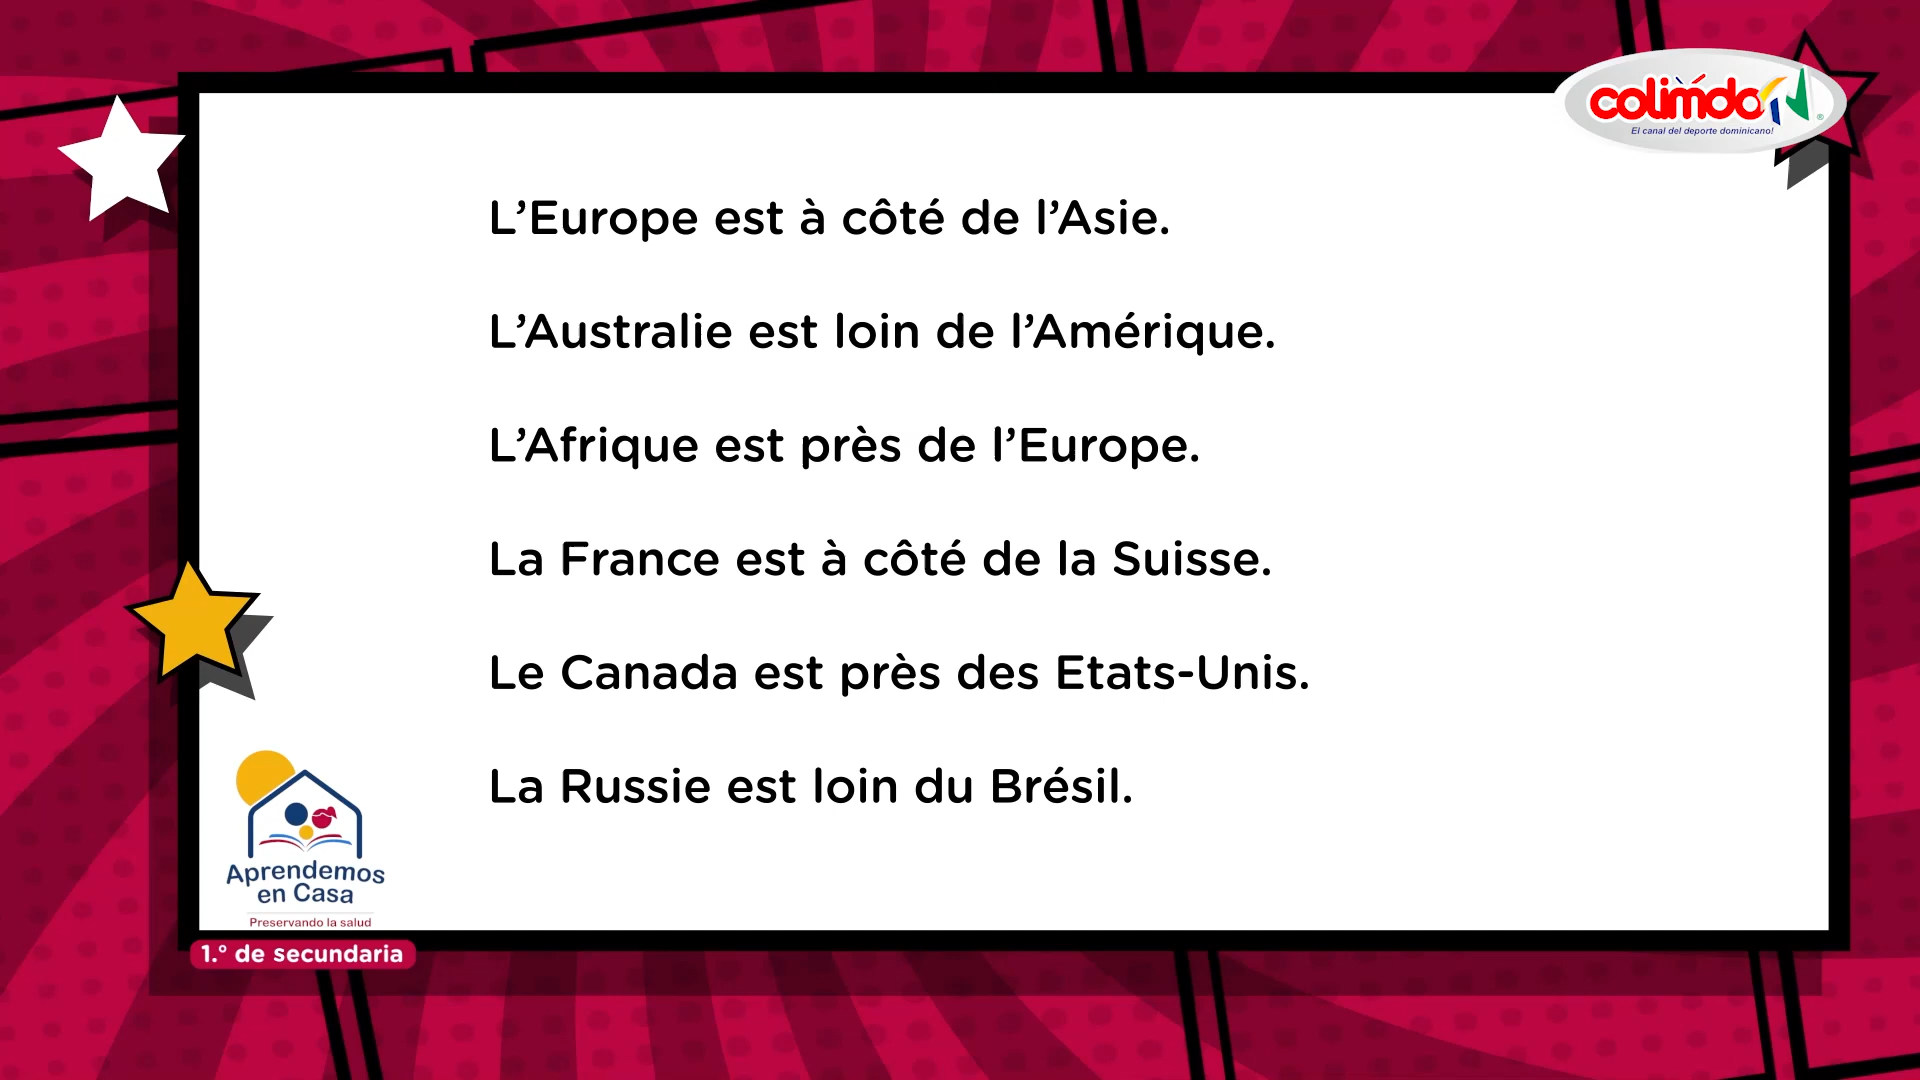 colimdo
El canal del deporte dominicano!
L’Europe est à côté de l’Asie.
L’Australie est loin de l’Amérique.
L’Afrique est près de l’Europe.
La France est à côté de la Suisse.
Le Canada est près des Etats-Unis.
La Russie est loin du Brésil.
Aprendemos
en Casa
Preservando la salud
1.° de secundaria